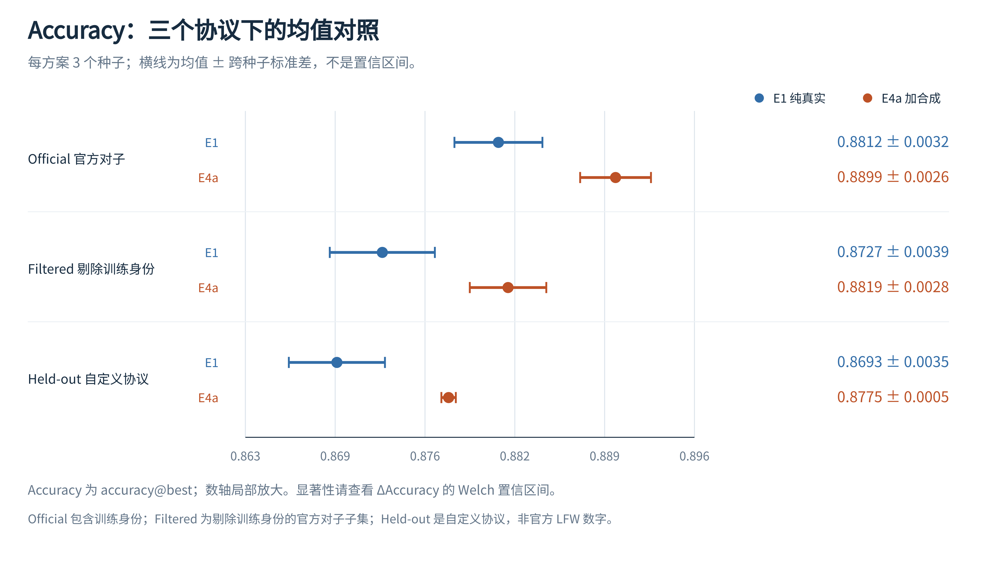 Accuracy：三个协议下的均值对照
每方案 3 个种子；横线为均值 ± 跨种子标准差，不是置信区间。
E1 纯真实
E4a 加合成
Official 官方对子
E1
0.8812 ± 0.0032
E4a
0.8899 ± 0.0026
Filtered 剔除训练身份
E1
0.8727 ± 0.0039
E4a
0.8819 ± 0.0028
Held-out 自定义协议
E1
0.8693 ± 0.0035
E4a
0.8775 ± 0.0005
0.863
0.869
0.876
0.882
0.889
0.896
Accuracy 为 accuracy@best；数轴局部放大。显著性请查看 ΔAccuracy 的 Welch 置信区间。
Official 包含训练身份；Filtered 为剔除训练身份的官方对子子集；Held-out 是自定义协议，非官方 LFW 数字。